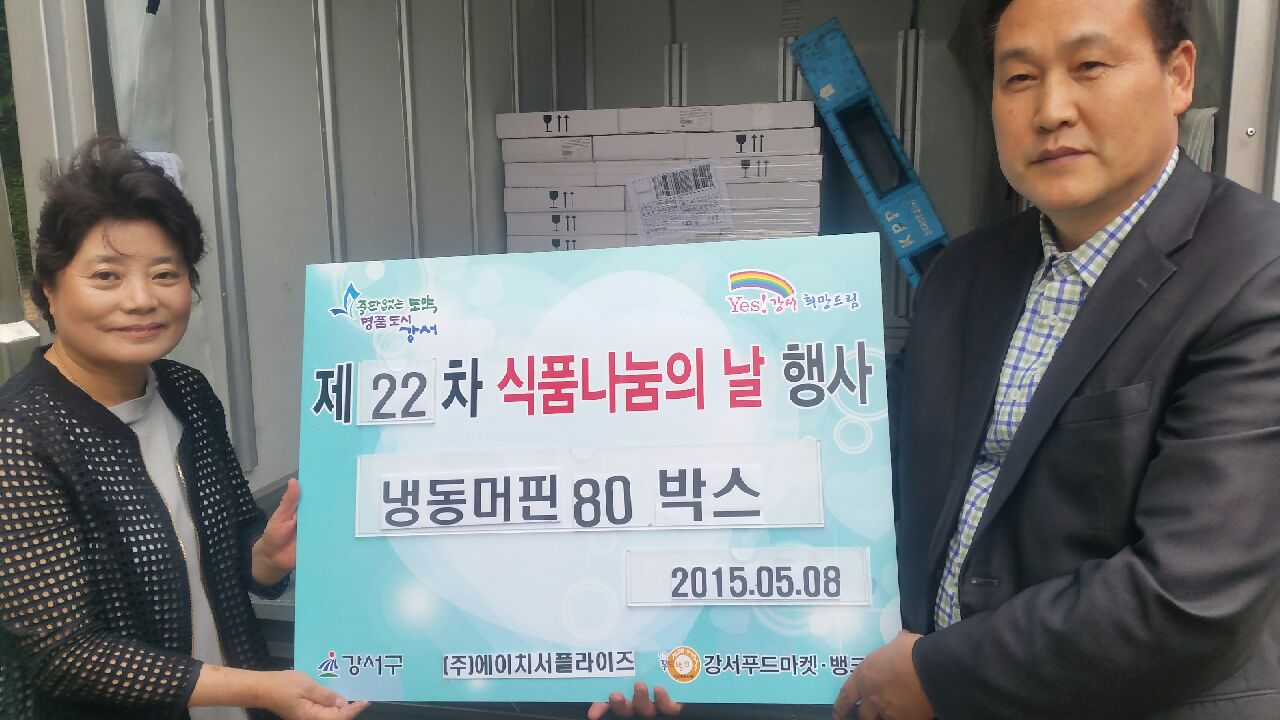 KPP
중단없는 도약
명품도시
강서
Yes! 강서 희망드림
제 22 차 식품나눔의 날 행사
냉동머핀 80 박스
2015.05.08
강서구
(주)에이치서플라이즈
강서푸드마켓·뱅크